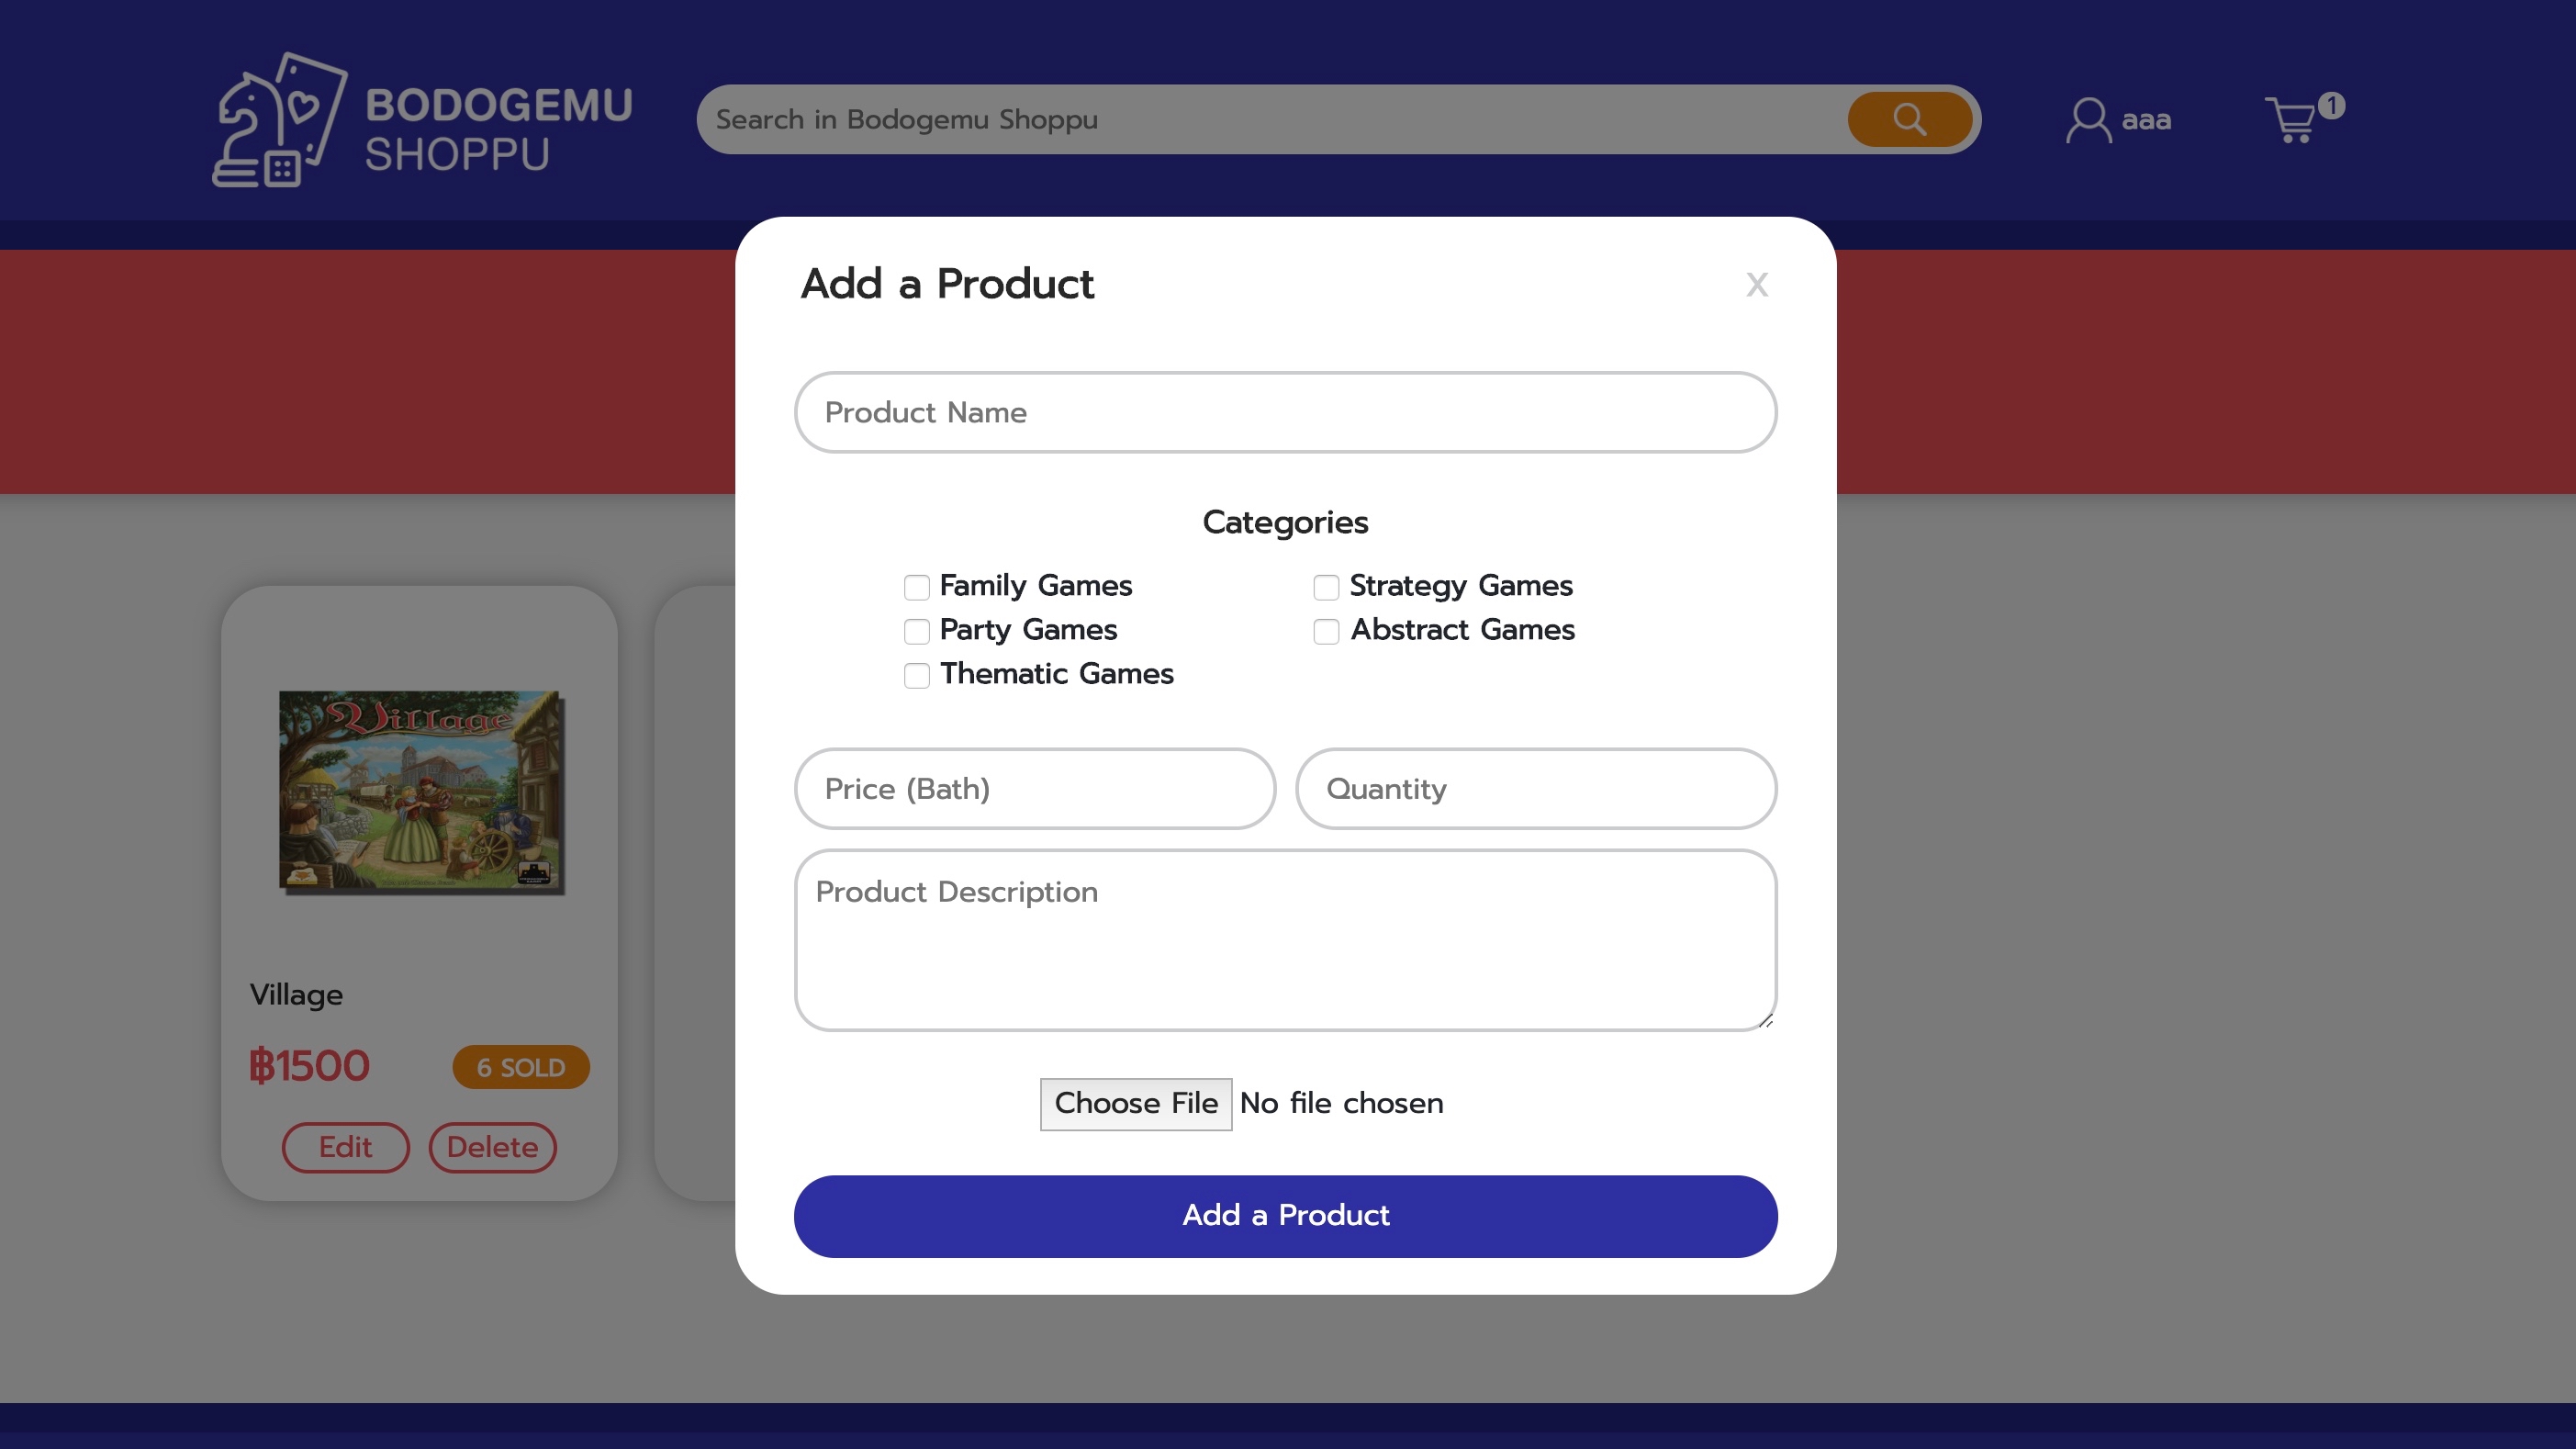 BODOGEMU
SHOPPU
Search in Bodogemu Shoppu
aaa
1
Add a Product
X
Product Name
Categories
Family Games
Strategy Games
Party Games
Abstract Games
Thematic Games
Price (Bath)
Quantity
Product Description
Choose File No file chosen
Add a Product
Village
Village
฿1500
6 SOLD
Edit
Delete